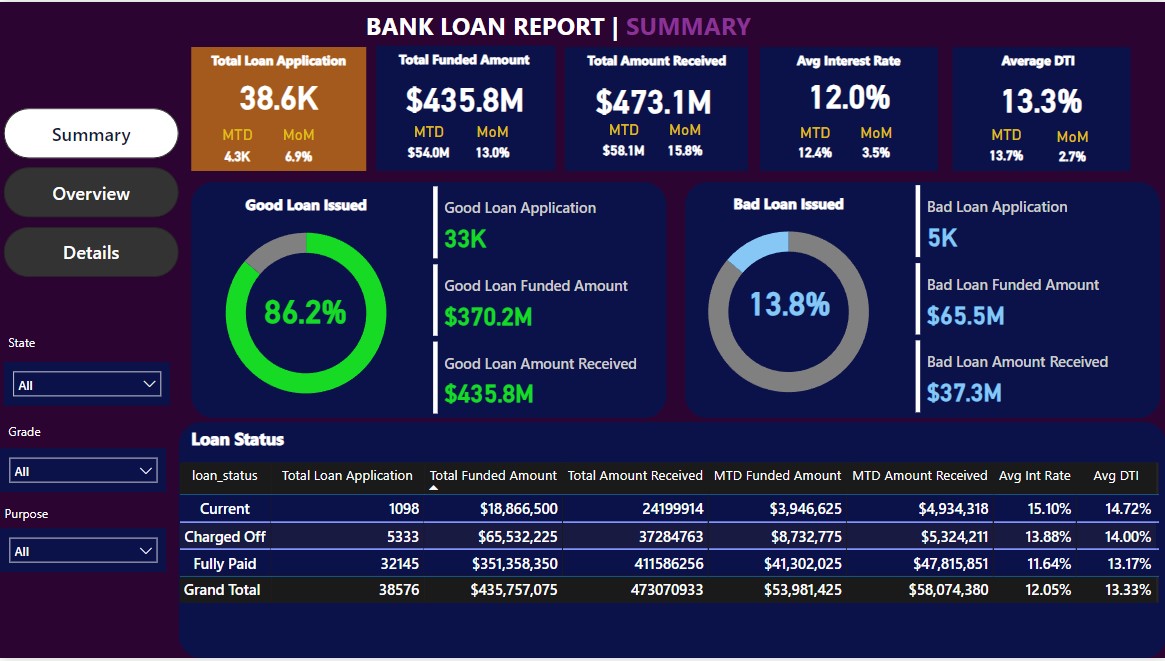 BANK LOAN REPORT | SUMMARY
Total Loan Application
38.6K
MTD MoM
4.3K 6.9%
Total Funded Amount
$435.8M
MTD MoM
$54.0M 13.0%
Total Amount Received
$473.1M
MTD MoM
$58.1M 15.8%
Avg Interest Rate
12.0%
MTD MoM
12.4% 3.5%
Average DTI
13.3%
MTD MoM
13.7% 2.7%
Summary
Overview
Details
State
All
Grade
All
Purpose
All
Good Loan Issued
86.2%
Good Loan Application
33K
Good Loan Funded Amount
$370.2M
Good Loan Amount Received
$435.8M
Bad Loan Issued
13.8%
Bad Loan Application
5K
Bad Loan Funded Amount
$65.5M
Bad Loan Amount Received
$37.3M
Loan Status
loan_status Total Loan Application Total Funded Amount Total Amount Received MTD Funded Amount MTD Amount Received Avg Int Rate Avg DTI
Current 1098 $18,866,500 24199914 $3,946,625 $4,934,318 15.10% 14.72%
Charged Off 5333 $65,532,225 37284763 $8,732,775 $5,324,211 13.88% 14.00%
Fully Paid 32145 $351,358,350 411586256 $41,302,025 $47,815,851 11.64% 13.17%
Grand Total 38576 $435,757,075 473070933 $53,981,425 $58,074,380 12.05% 13.33%